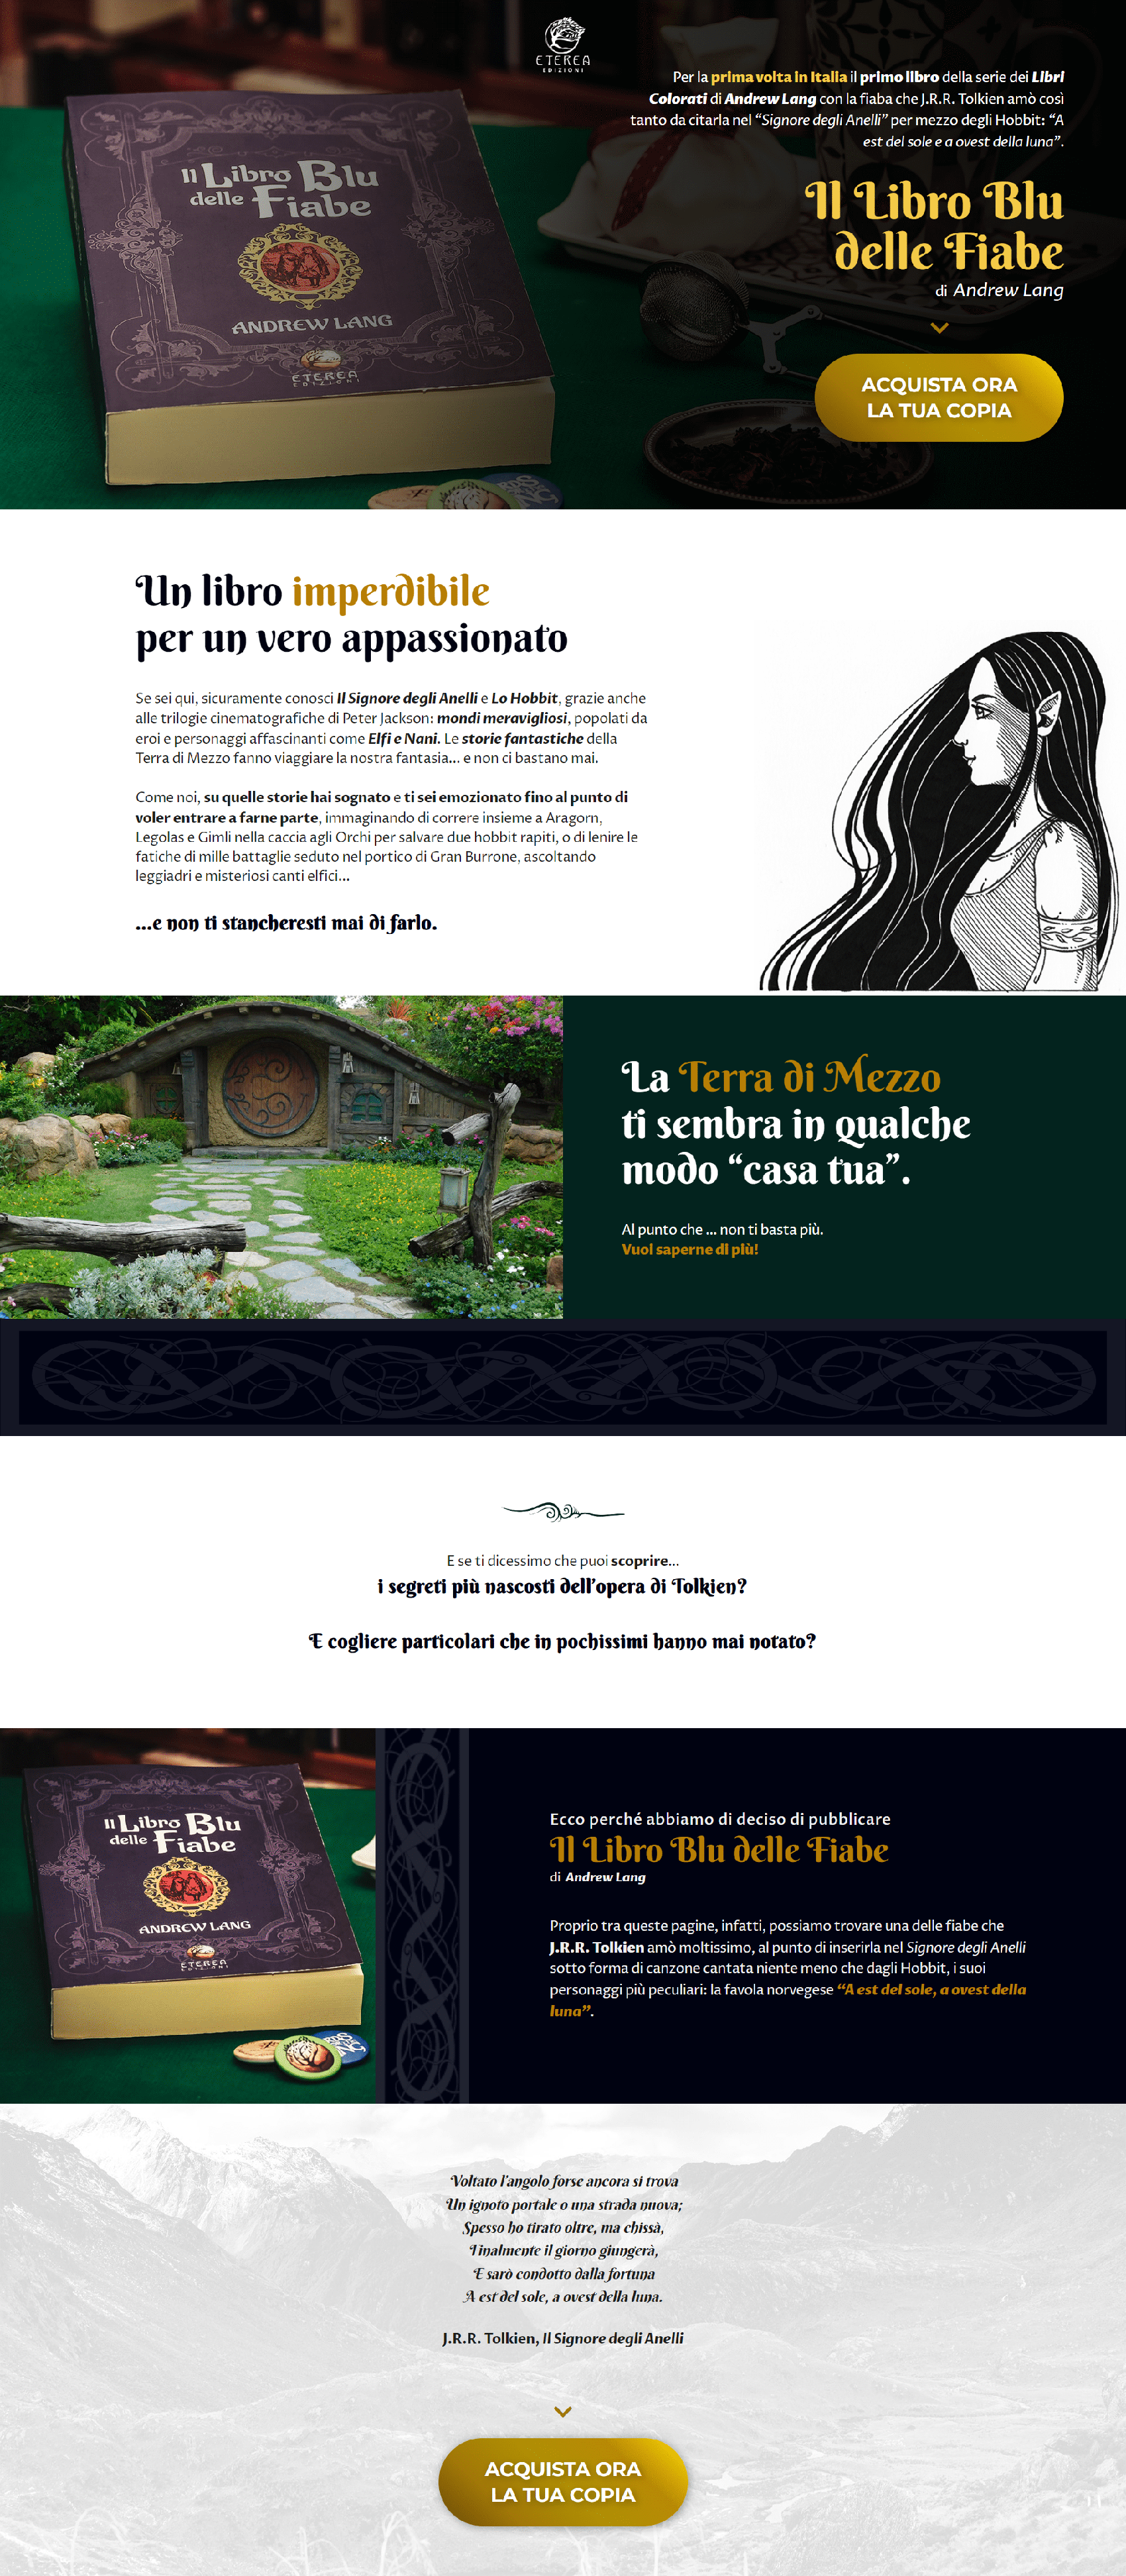 ETEREA
EDIZIONI
Per la prima volta in Italia il primo libro della serie dei Libri
Colorati di Andrew Lang con la fiaba che J.R.R. Tolkien amò così
tanto da citarla nel “Signore degli Anelli” per mezzo degli Hobbit: “A
est del sole e a ovest della luna”.
Il Libro Blu
delle Fiabe
ANDREW LANG
ETEREA
EDIZIONI
Il Libro Blu
delle Fiabe
di Andrew Lang
ACQUISTA ORA
LA TUA COPIA
Un libro imperdibile
per un vero appassionato
Se sei qui, sicuramente conosci Il Signore degli Anelli e Lo Hobbit, grazie anche
alle trilogie cinematografiche di Peter Jackson: mondi meravigliosi, popolati da
eroi e personaggi affascinanti come Elfi e Nani. Le storie fantastiche della
Terra di Mezzo fanno viaggiare la nostra fantasia... e non ci bastano mai.
Come noi, su quelle storie hai sognato e ti sei emozionato fino al punto di
voler entrare a farne parte, immaginando di correre insieme a Aragorn,
Legolas e Gimli nella caccia agli Orchi per salvare due hobbit rapiti, o di lenire le
fatiche di mille battaglie seduto nel portico di Gran Burrone, ascoltando
leggiadri e misteriosi canti elfici...
...e non ti stancheresti mai di farlo.
La Terra di Mezzo
ti sembra in qualche
modo “casa tua”.
Al punto che ... non ti basta più.
Vuoi saperne di più!
E se ti dicessimo che puoi scoprire...
i segreti più nascosti dell’opera di Tolkien?
E cogliere particolari che in pochissimi hanno mai notato?
Il Libro Blu
delle Fiabe
ANDREW LANG
ETEREA
EDIZIONI
Ecco perché abbiamo di deciso di pubblicare
Il Libro Blu delle Fiabe
di Andrew Lang
Proprio tra queste pagine, infatti, possiamo trovare una delle fiabe che
J.R.R. Tolkien amò moltissimo, al punto di inserirla nel Signore degli Anelli
sotto forma di canzone cantata niente meno che dagli Hobbit, i suoi
personaggi più peculiari: la favola norvegese “A est del sole, a ovest della
luna”.
Voltato l'angolo forse ancora si trova
Un ignoto portale o una strada nuova;
Spesso ho tirato oltre, ma chissà,
Finalmente il giorno giungerà,
E sarò condotto dalla fortuna
A est del sole, a ovest della luna.
J.R.R. Tolkien, Il Signore degli Anelli
ACQUISTA ORA
LA TUA COPIA